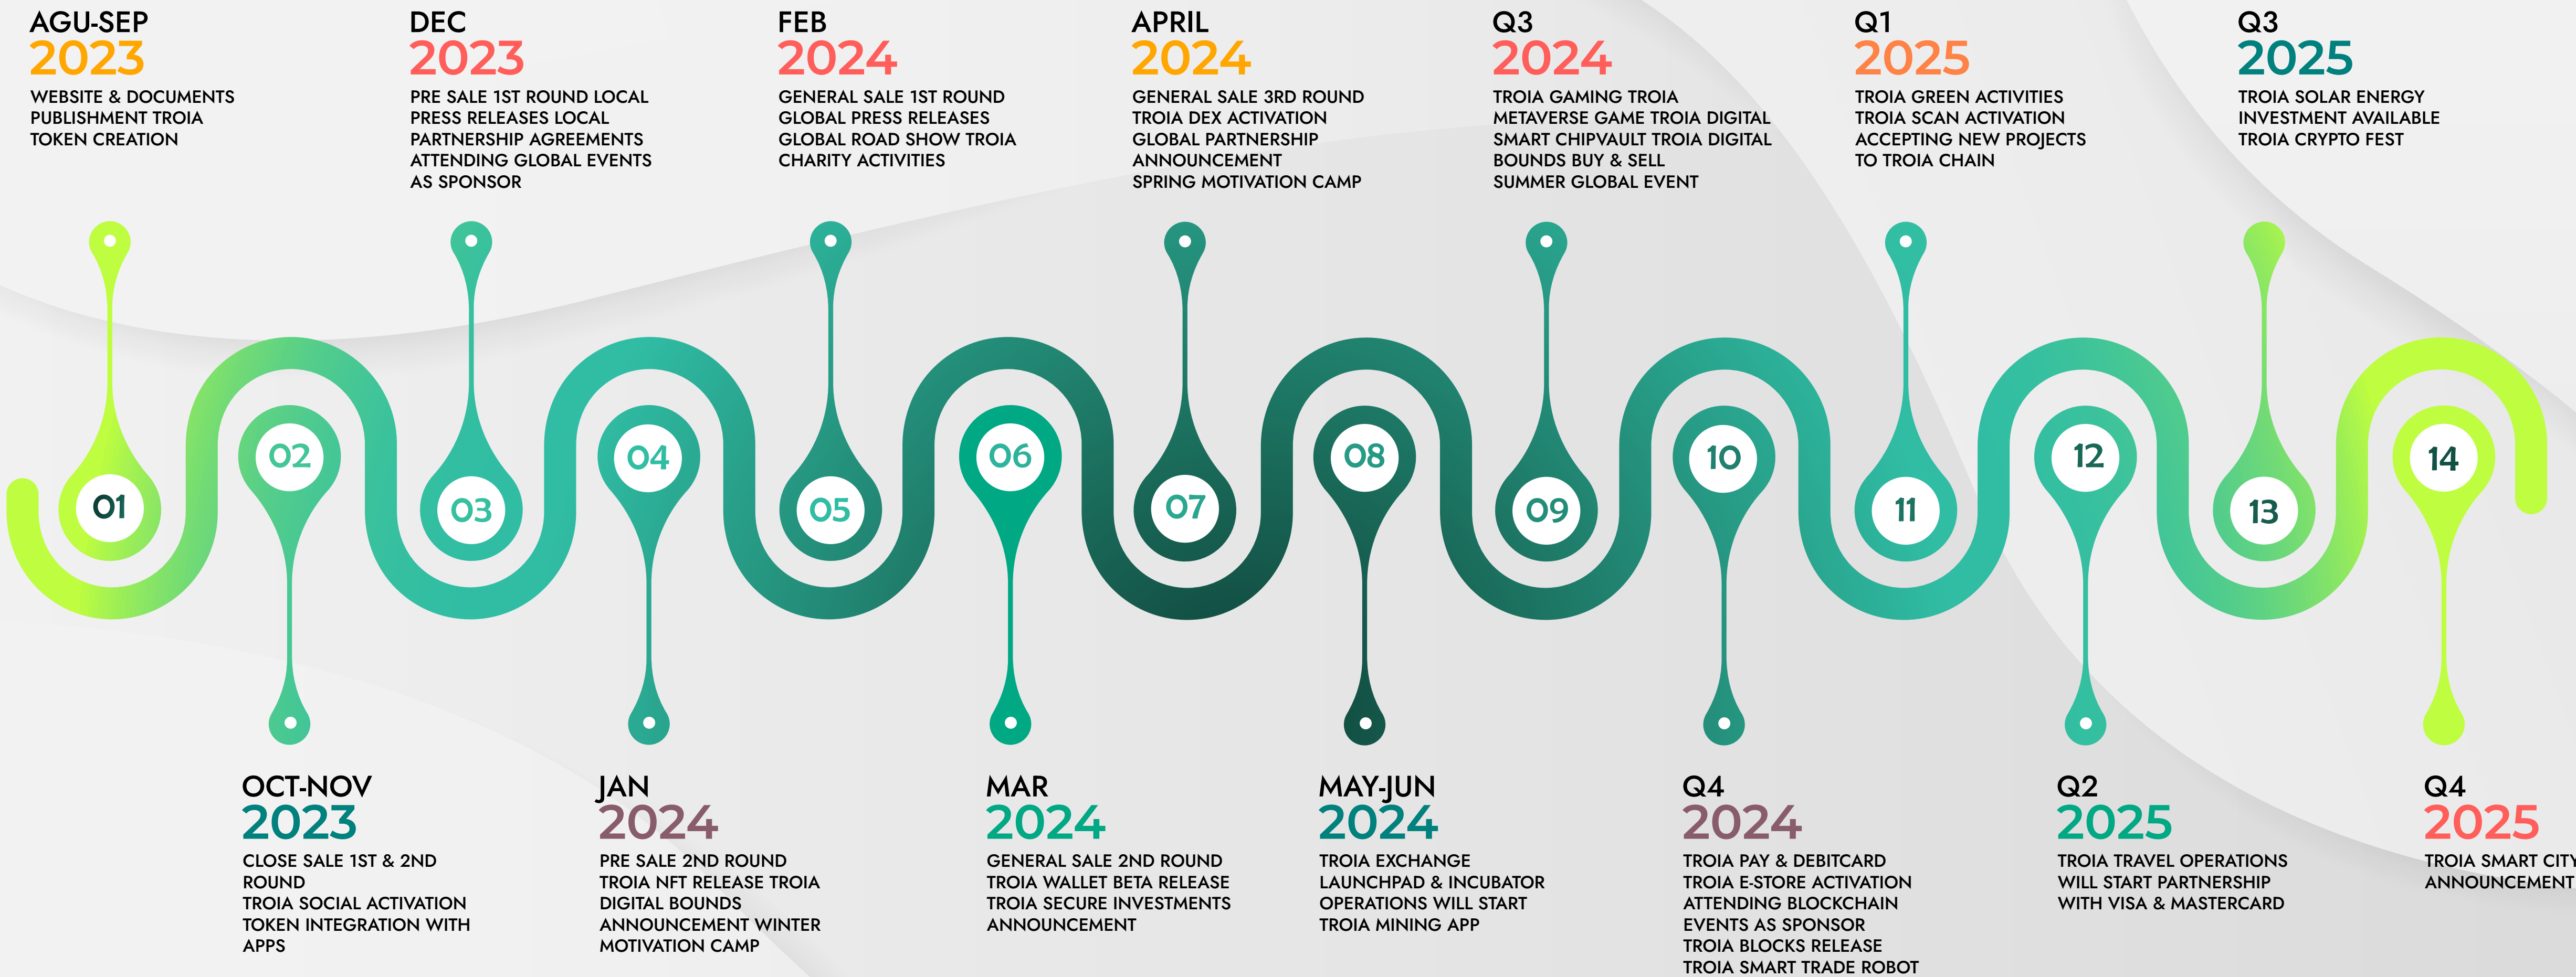 AGU-SEP
2023
WEBSITE & DOCUMENTS
PUBLISHMENT TROIA
TOKEN CREATION
DEC
2023
PRE SALE 1ST ROUND LOCAL
PRESS RELEASES LOCAL
PARTNERSHIP AGREEMENTS
ATTENDING GLOBAL EVENTS
AS SPONSOR
FEB
2024
GENERAL SALE 1ST ROUND
GLOBAL PRESS RELEASES
GLOBAL ROAD SHOW TROIA
CHARITY ACTIVITIES
APRIL
2024
GENERAL SALE 3RD ROUND
TROIA DEX ACTIVATION
GLOBAL PARTNERSHIP
ANNOUNCEMENT
SPRING MOTIVATION CAMP
Q3
2024
TROIA GAMING TROIA
METAVERSE GAME TROIA DIGITAL
SMART CHIPVAULT TROIA DIGITAL
BOUNDS BUY & SELL
SUMMER GLOBAL EVENT
Q1
2025
TROIA GREEN ACTIVITIES
TROIA SCAN ACTIVATION
ACCEPTING NEW PROJECTS
TO TROIA CHAIN
Q3
2025
TROIA SOLAR ENERGY
INVESTMENT AVAILABLE
TROIA CRYPTO FEST
01
02
03
04
05
06
07
08
09
10
11
12
13
14
OCT-NOV
2023
CLOSE SALE 1ST & 2ND
ROUND
TROIA SOCIAL ACTIVATION
TOKEN INTEGRATION WITH
APPS
JAN
2024
PRE SALE 2ND ROUND
TROIA NFT RELEASE TROIA
DIGITAL BOUNDS
ANNOUNCEMENT WINTER
MOTIVATION CAMP
MAR
2024
GENERAL SALE 2ND ROUND
TROIA WALLET BETA RELEASE
TROIA SECURE INVESTMENTS
ANNOUNCEMENT
MAY-JUN
2024
TROIA EXCHANGE
LAUNCHPAD & INCUBATOR
OPERATIONS WILL START
TROIA MINING APP
Q4
2024
TROIA PAY & DEBITCARD
TROIA E-STORE ACTIVATION
ATTENDING BLOCKCHAIN
EVENTS AS SPONSOR
TROIA BLOCKS RELEASE
TROIA SMART TRADE ROBOT
Q2
2025
TROIA TRAVEL OPERATIONS
WILL START PARTNERSHIP
WITH VISA & MASTERCARD
Q4
2025
TROIA SMART CITY
ANNOUNCEMENT